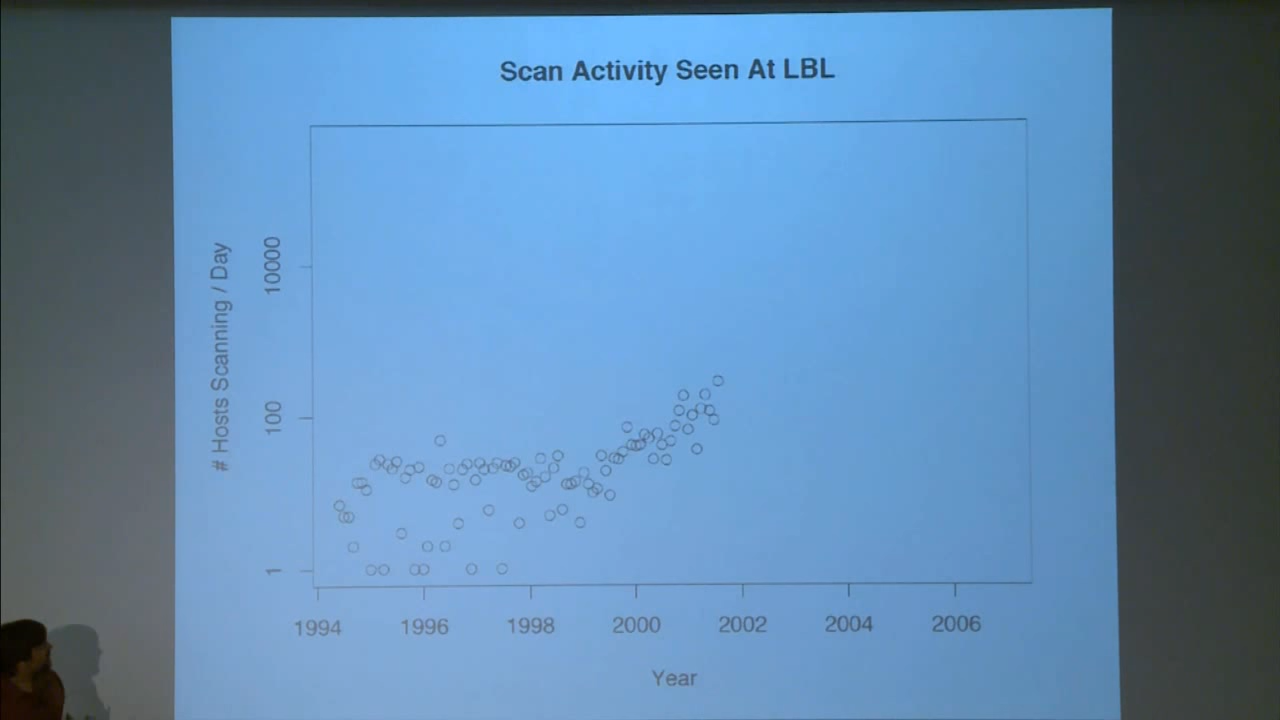 Scan Activity Seen At LBL
# Hosts Scanning / Day
10000
100
1
1994 1996 1998 2000 2002 2004 2006
Year